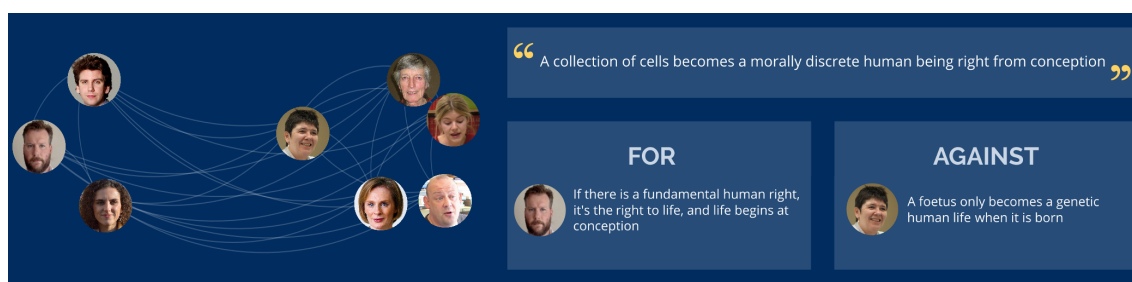 “ A collection of cells becomes a morally discrete human being right from conception ”
FOR
If there is a fundamental human right,
it's the right to life, and life begins at
conception
AGAINST
A foetus only becomes a genetic
human life when it is born